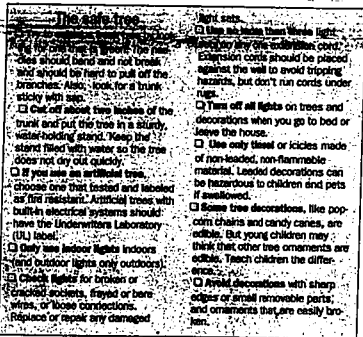 The safe tree
☐ Try to
ing for one that is green. The nee-
dles should bend and not break
and should be hard to pull off the
branches. Also, look for a trunk
sticky with sap.
☐ Cut off about two inches of the
trunk and put the tree in a sturdy,
water-holding stand. Keep the
stand filled with water so the tree
does not dry out quickly.
☐ If you use an artificial tree,
choose one that tested and labeled
as fire resistant. Artificial trees with
built-in electrical systems should
have the Underwriters Laboratory
(UL) label.
☐ Only use indoor lights indoors
(and outdoor lights only outdoors).
☐ Check lights for broken or
cracked sockets, frayed or bare
wires, or loose connections.
Replace or repair any damaged
light sets.
☐ Use no more than three light
sets on any one extension cord.
Extension cords should be placed
against the wall to avoid tripping
hazards, but don't run cords under
rugs.
☐ Turn off all lights on trees and
decorations when you go to bed or
leave the house.
☐ Use only tinsel or icicles made
of non-leaded, non-flammable
material. Leaded decorations can
be hazardous to children and pets
if swallowed.
☐ Some tree decorations, like pop-
corn chains and candy canes, are
edible. But young children may
think that other tree ornaments are
edible. Teach children the differ-
ence.
☐ Avoid decorations with sharp
edges or small removable parts,
and ornaments that are easily bro-
ken.